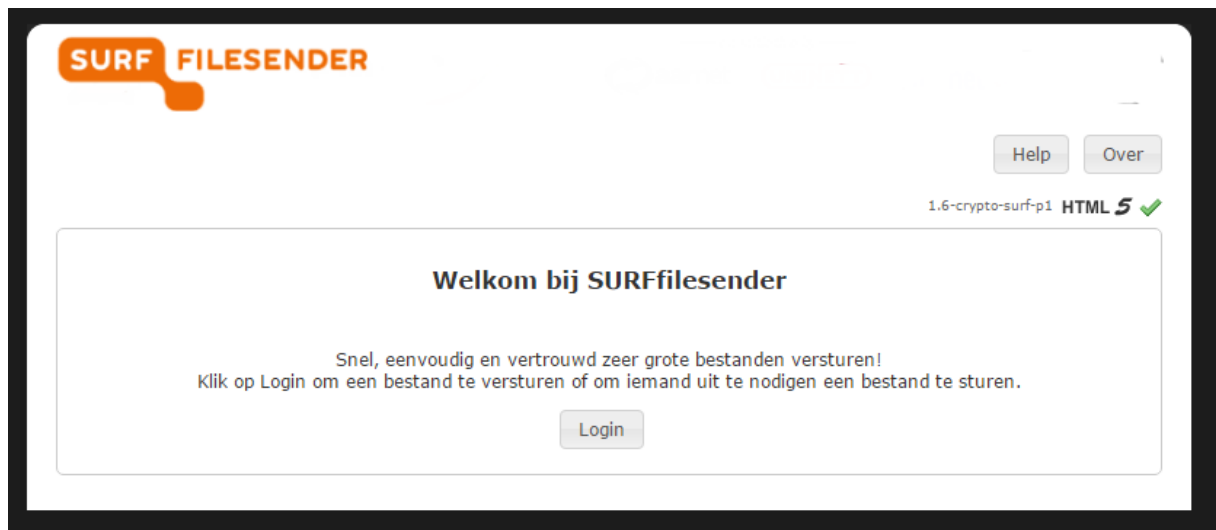 SURF FILESENDER
Help Over
1.6-crypto-surf-p1 HTML 5
Welkom bij SURFfilesender
Snel, eenvoudig en vertrouwd zeer grote bestanden versturen!
Klik op Login om een bestand te versturen of om iemand uit te nodigen een bestand te sturen.
Login